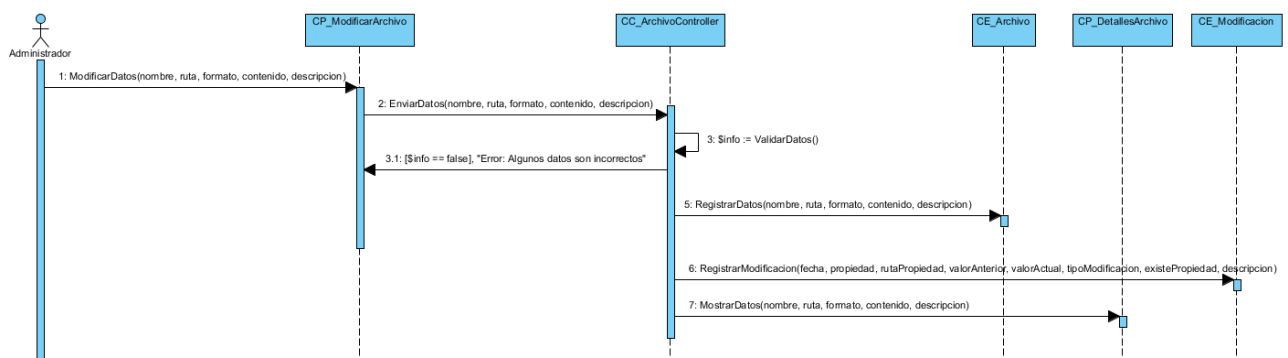 CP_ModificarArchivo
CC_ArchivoController
CE_Archivo
CP_DetallesArchivo
CE_Modificacion
Administrador
1: ModificarDatos(nombre, ruta, formato, contenido, descripcion)
2: EnviarDatos(nombre, ruta, formato, contenido, descripcion)
3: $info := ValidarDatos()
3.1: [$info == false], "Error: Algunos datos son incorrectos"
5: RegistrarDatos(nombre, ruta, formato, contenido, descripcion)
6: RegistrarModificacion(fecha, propiedad, rutaPropiedad, valorAnterior, valorActual, tipoModificacion, existePropiedad, descripcion)
7: MostrarDatos(nombre, ruta, formato, contenido, descripcion)